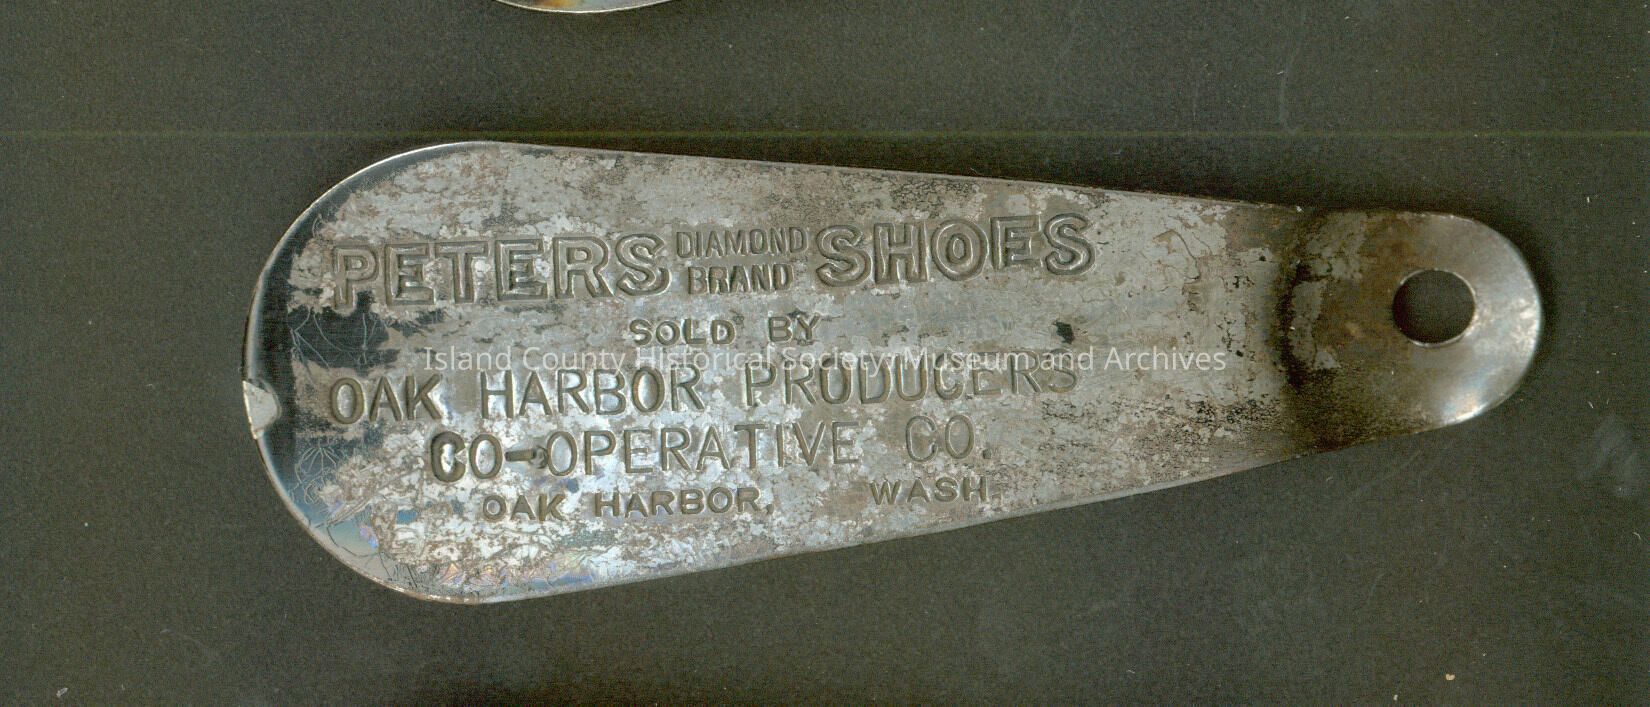 PETERS DIAMOND BRAND SHOES
SOLD BY
OAK HARBOR PRODUCERS
CO-OPERATIVE CO.
OAK HARBOR, WASH.
Island County Historical Society Museum and Archives